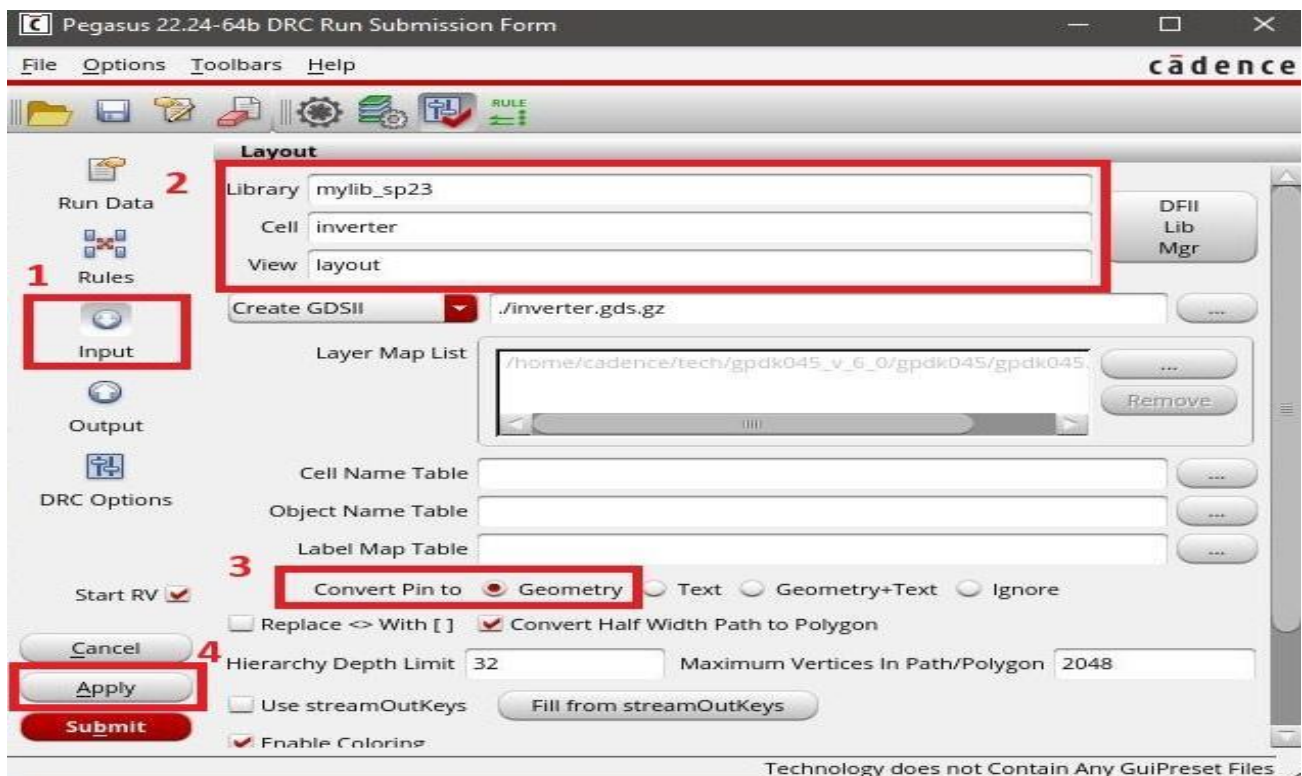 Pegasus 22.24-64b DRC Run Submission Form
File Options Toolbars Help
cādence
RULE
Layout
Run Data
2
Library mylib_sp23
Cell inverter
View layout
DFII
Lib
Mgr
Rules
1
Input
Create GDSII ./inverter.gds.gz ...
Layer Map List /home/cadence/tech/gpdk045_v_6_0/gpdk045/gpdk045. ...
Remove
Output
DRC Options
Cell Name Table ...
Object Name Table ...
Label Map Table ...
3
Start RV
Convert Pin to Geometry Text Geometry+Text Ignore
Replace <> With [ ] Convert Half Width Path to Polygon
Cancel
4
Hierarchy Depth Limit 32 Maximum Vertices In Path/Polygon 2048
Apply
Use streamOutKeys Fill from streamOutKeys
Submit
Enable Coloring
Technology does not Contain Any GuiPreset Files